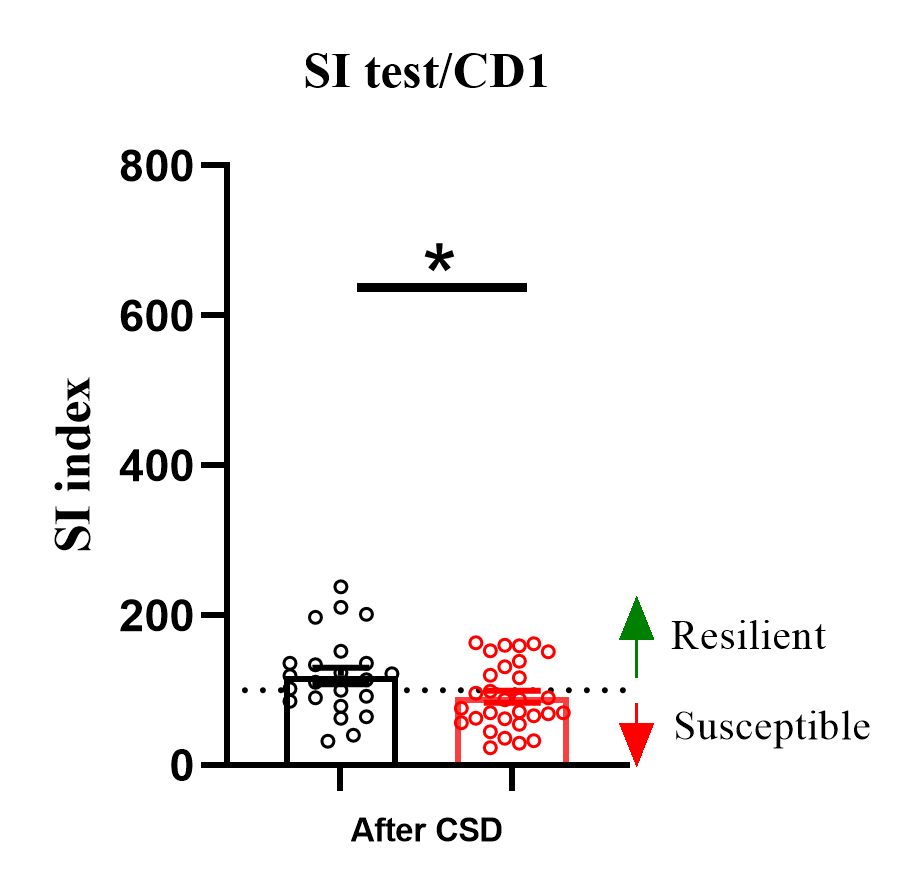 SI test/CD1
800
*
600
SI index
400
200
Resilient
Susceptible
0
After CSD